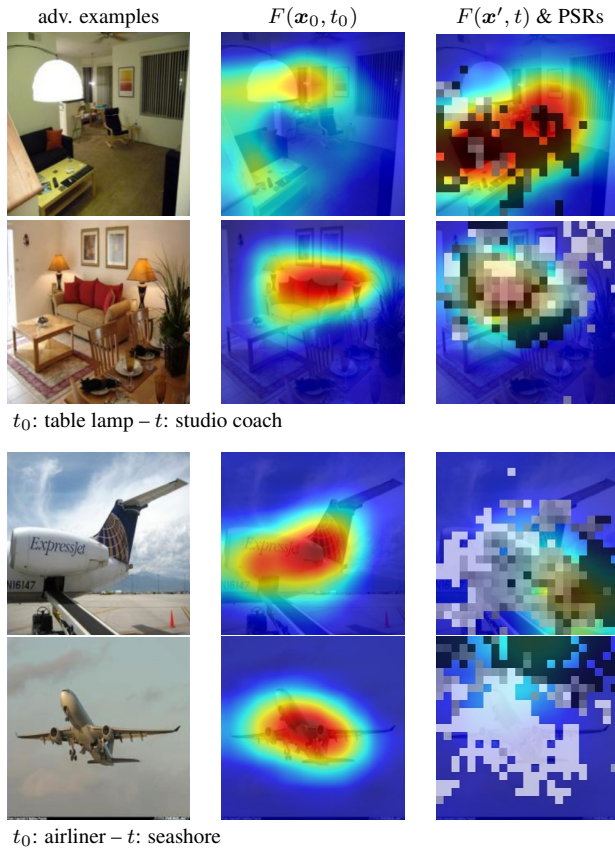 adv. examples F(x₀, t₀) F(x′, t) & PSRs
t₀: table lamp – t: studio coach
ExpressJet
N16147
t₀: airliner – t: seashore